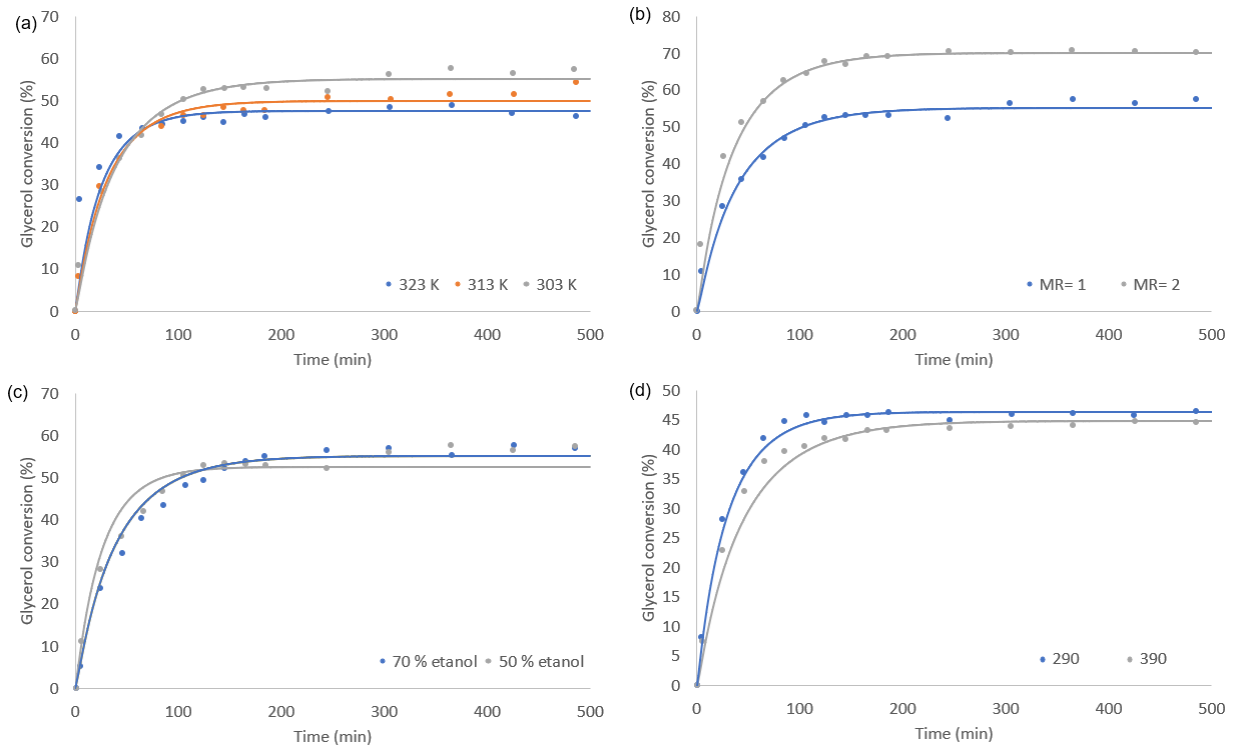 (a)
70
60
50
40
30
20
10
0
Glycerol conversion (%)
323 K 313 K 303 K
0 100 200 300 400 500
Time (min)
(b)
80
70
60
50
40
30
20
10
0
Glycerol conversion (%)
MR= 1 MR= 2
0 100 200 300 400 500
Time (min)
(c)
70
60
50
40
30
20
10
0
Glycerol conversion (%)
70 % etanol 50 % etanol
0 100 200 300 400 500
Time (min)
(d)
50
45
40
35
30
25
20
15
10
5
0
Glycerol conversion (%)
290 390
0 100 200 300 400 500
Time (min)